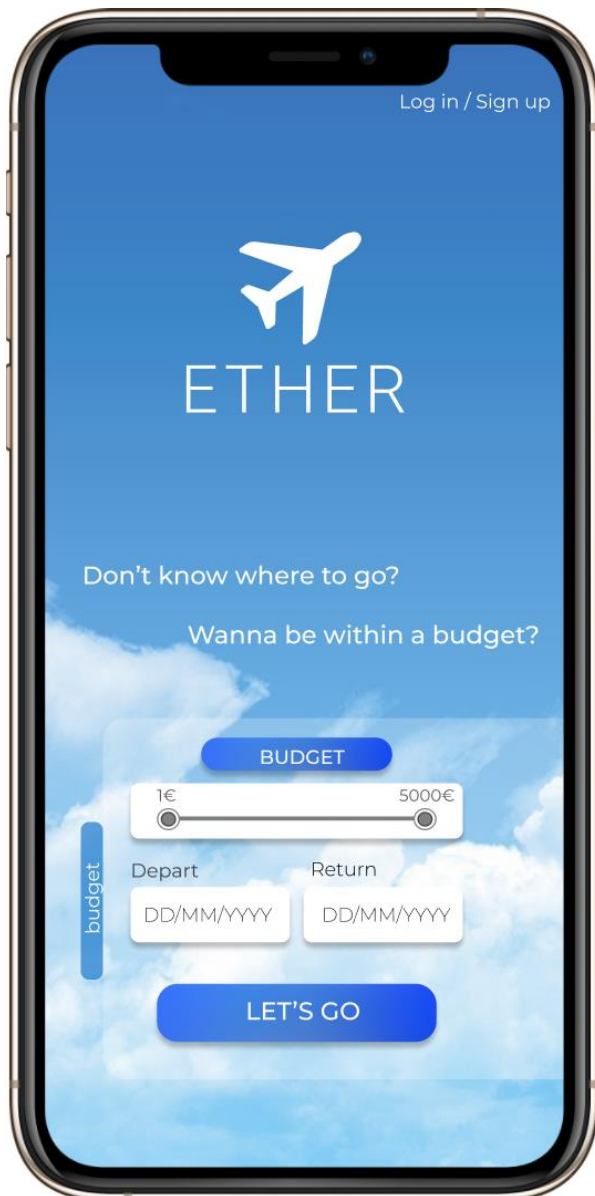 Log in / Sign up
ETHER
Don't know where to go?
Wanna be within a budget?
BUDGET
1€ 5000€
budget
Depart Return
DD/MM/YYYY DD/MM/YYYY
LET'S GO